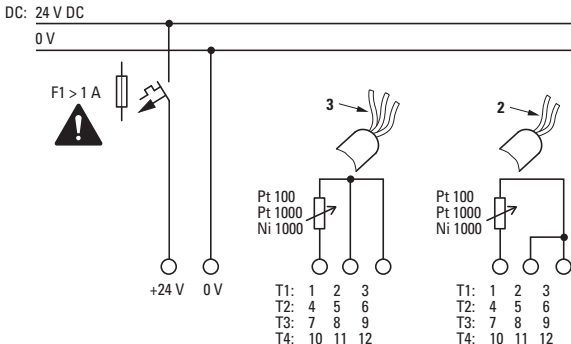 DC: 24 V DC
0 V
F1 > 1 A
3
2
Pt 100
Pt 1000
Ni 1000
Pt 100
Pt 1000
Ni 1000
+24 V 0 V
T1: 1 2 3
T2: 4 5 6
T3: 7 8 9
T4: 10 11 12
T1: 1 2 3
T2: 4 5 6
T3: 7 8 9
T4: 10 11 12